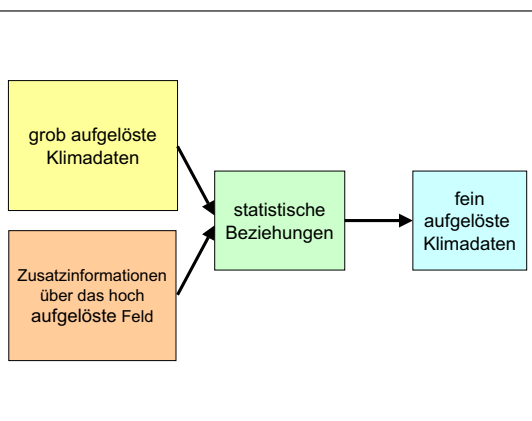 grob aufgelöste
Klimadaten
Zusatzinformationen
über das hoch
aufgelöste Feld
statistische
Beziehungen
fein
aufgelöste
Klimadaten